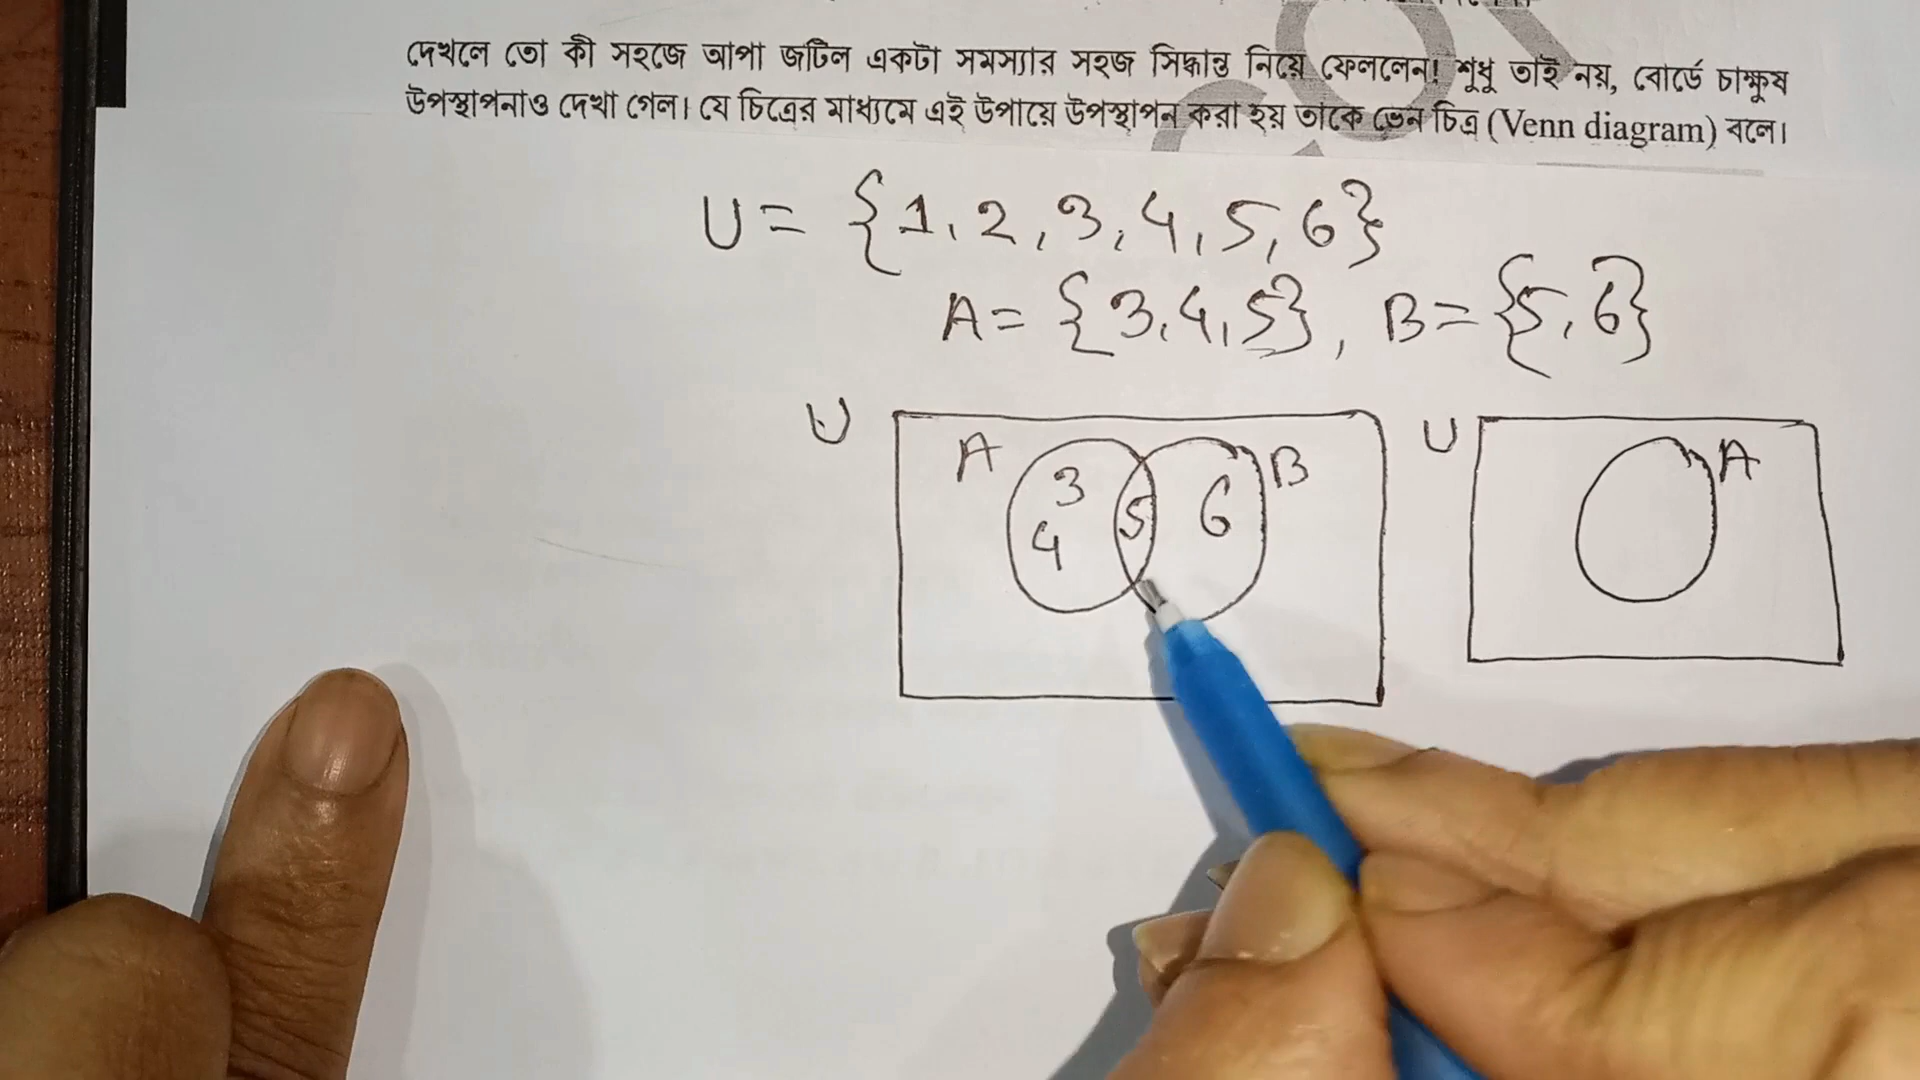 দেখলে তো কী সহজে আপা জটিল একটা সমস্যার সহজ সিদ্ধান্ত নিয়ে ফেললেন! শুধু তাই নয়, বোর্ডে চাক্ষুষ
উপস্থাপনাও দেখা গেল। যে চিত্রের মাধ্যমে এই উপায়ে উপস্থাপন করা হয় তাকে ভেন চিত্র (Venn diagram) বলে।
U = {1, 2, 3, 4, 5, 6}
A = {3, 4, 5}, B = {5, 6}
U A 3 4 5 6 B
U A